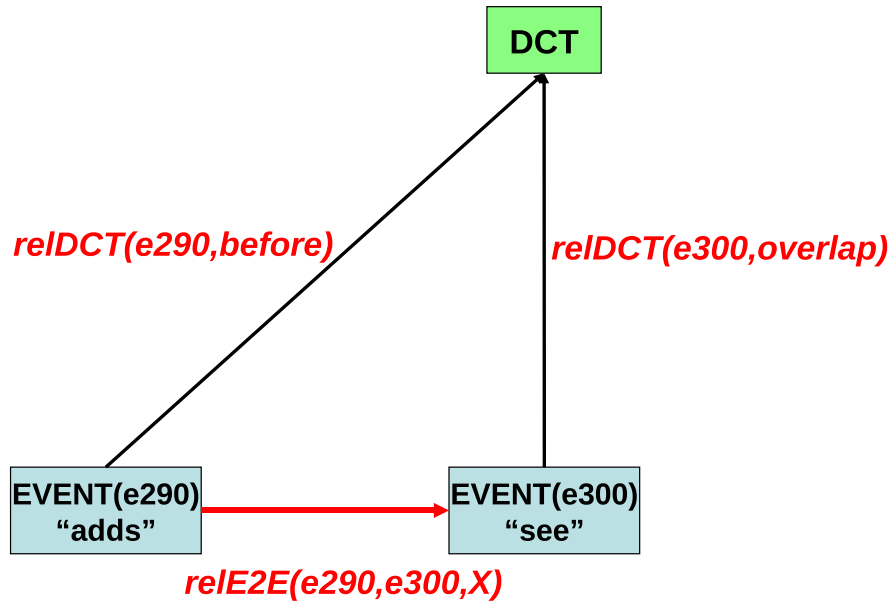 DCT
relDCT(e290,before)
relDCT(e300,overlap)
EVENT(e290)
“adds”
EVENT(e300)
“see”
relE2E(e290,e300,X)